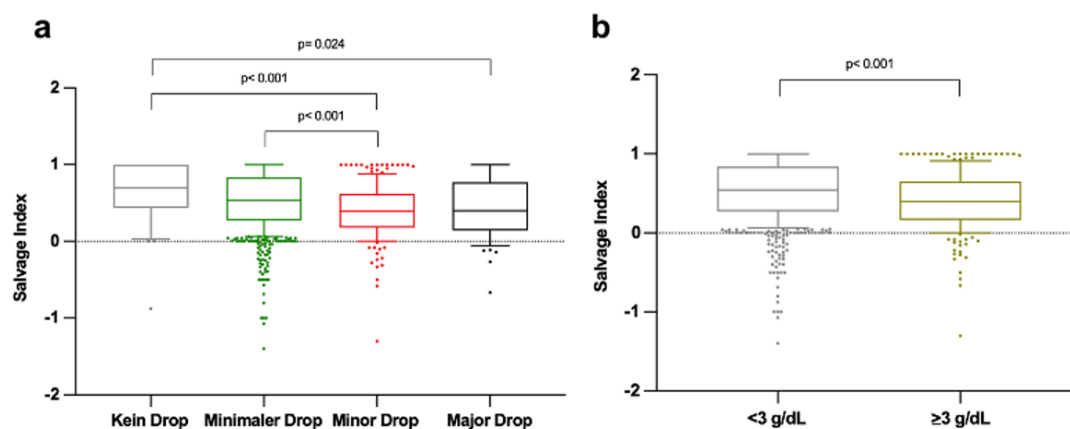 a
p= 0.024
p< 0.001
p< 0.001
Salvage Index
2
1
0
-1
-2
Kein Drop
Minimaler Drop
Minor Drop
Major Drop
b
p< 0.001
Salvage Index
2
1
0
-1
-2
<3 g/dL
≥3 g/dL